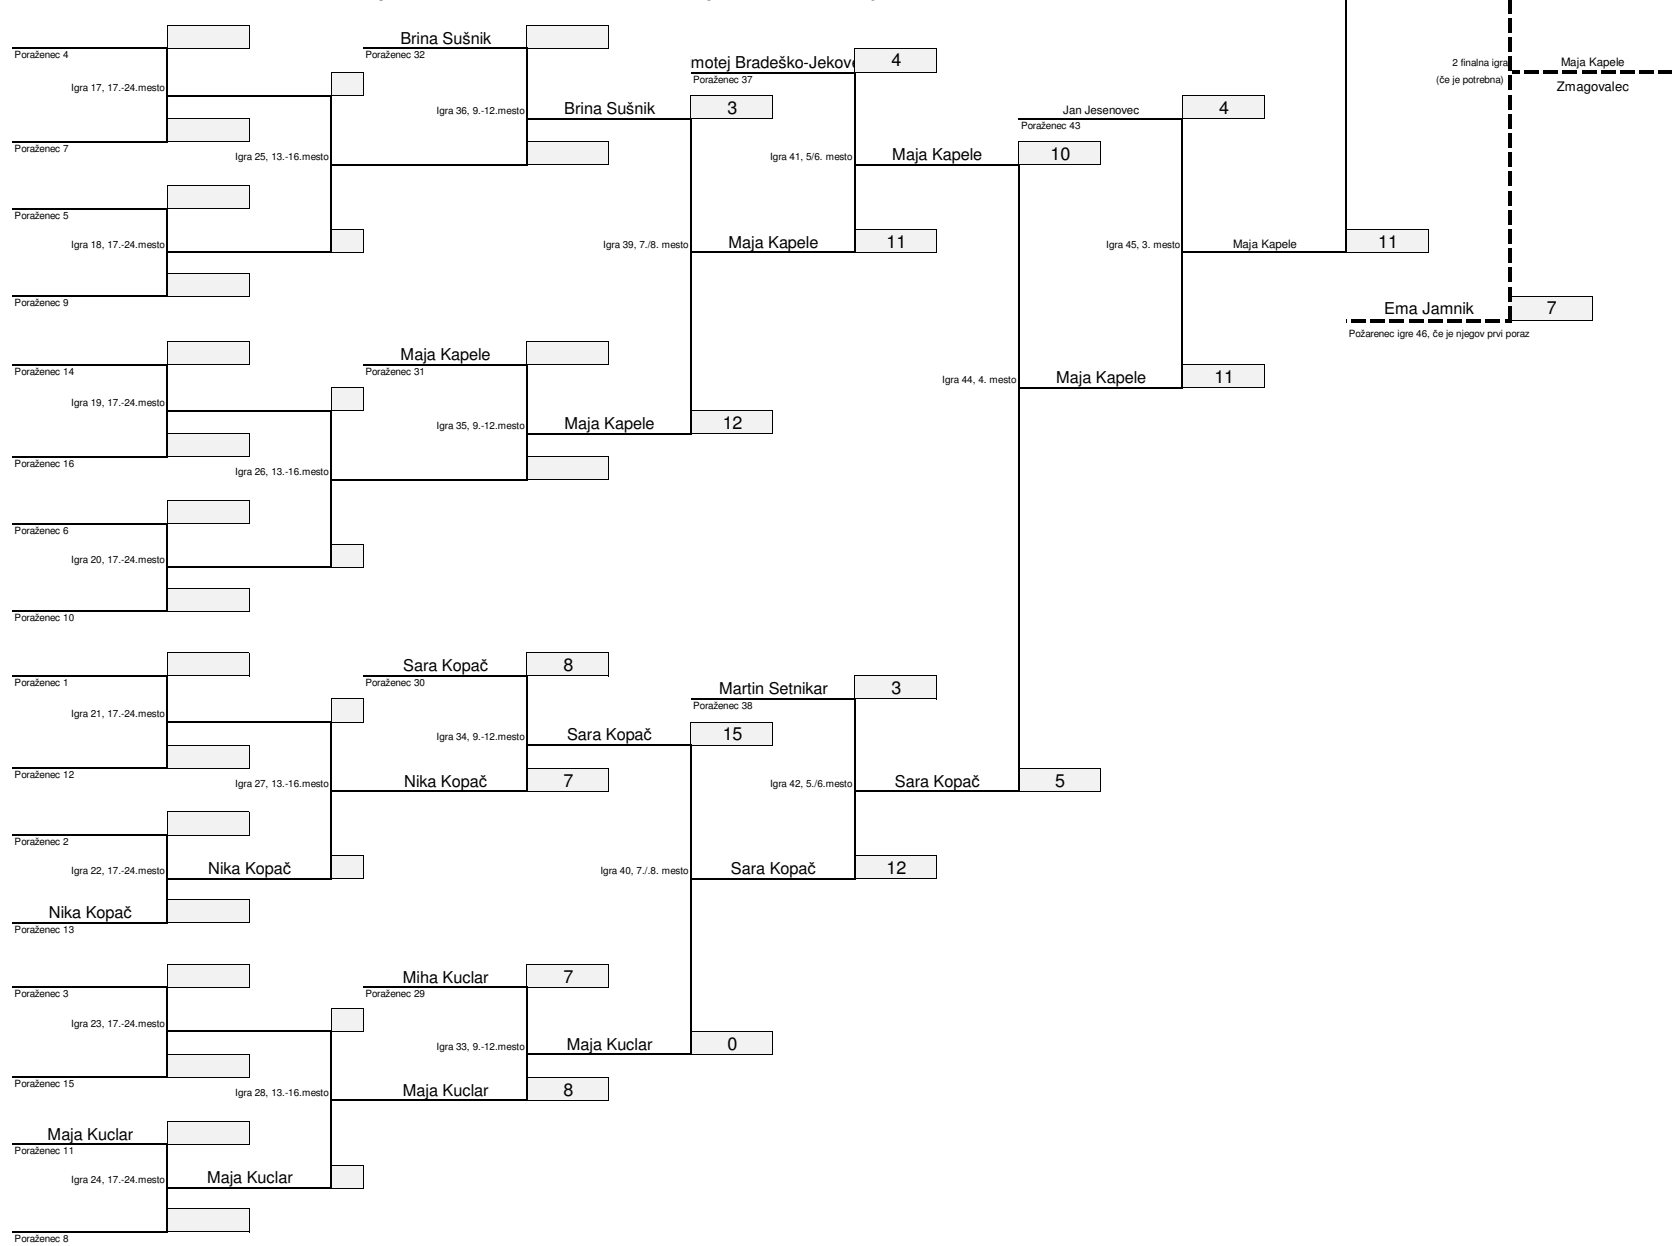 Brina Sušnik
Poraženec 4
Poraženec 32
motej Bradeško-Jekov
4
2 finalna igra
Maja Kapele
Poraženec 37
(če je potrebna)
Zmagovalec
Igra 17, 17.-24.mesto
Igra 36, 9.-12.mesto
Brina Sušnik
3
Jan Jesenovec
4
Poraženec 43
Poraženec 7
Igra 25, 13.-16.mesto
Igra 41, 5/6. mesto
Maja Kapele
10
Poraženec 5
Igra 18, 17.-24.mesto
Igra 39, 7./8. mesto
Maja Kapele
11
Igra 45, 3. mesto
Maja Kapele
11
Poraženec 9
Ema Jamnik
7
Požarenec igre 46, če je njegov prvi poraz
Maja Kapele
Poraženec 14
Poraženec 31
Igra 44, 4. mesto
Maja Kapele
11
Igra 19, 17.-24.mesto
Igra 35, 9.-12.mesto
Maja Kapele
12
Poraženec 16
Igra 26, 13.-16.mesto
Poraženec 6
Igra 20, 17.-24.mesto
Poraženec 10
Sara Kopač
8
Poraženec 1
Poraženec 30
Martin Setnikar
3
Poraženec 38
Igra 21, 17.-24.mesto
Igra 34, 9.-12.mesto
Sara Kopač
15
Poraženec 12
Igra 27, 13.-16.mesto
Nika Kopač
7
Igra 42, 5./6.mesto
Sara Kopač
5
Poraženec 2
Igra 22, 17.-24.mesto
Nika Kopač
Igra 40, 7./.8. mesto
Sara Kopač
12
Nika Kopač
Poraženec 13
Miha Kuclar
7
Poraženec 3
Poraženec 29
Igra 23, 17.-24.mesto
Igra 33, 9.-12.mesto
Maja Kuclar
0
Poraženec 15
Igra 28, 13.-16.mesto
Maja Kuclar
8
Maja Kuclar
Poraženec 11
Igra 24, 17.-24.mesto
Maja Kuclar
Poraženec 8